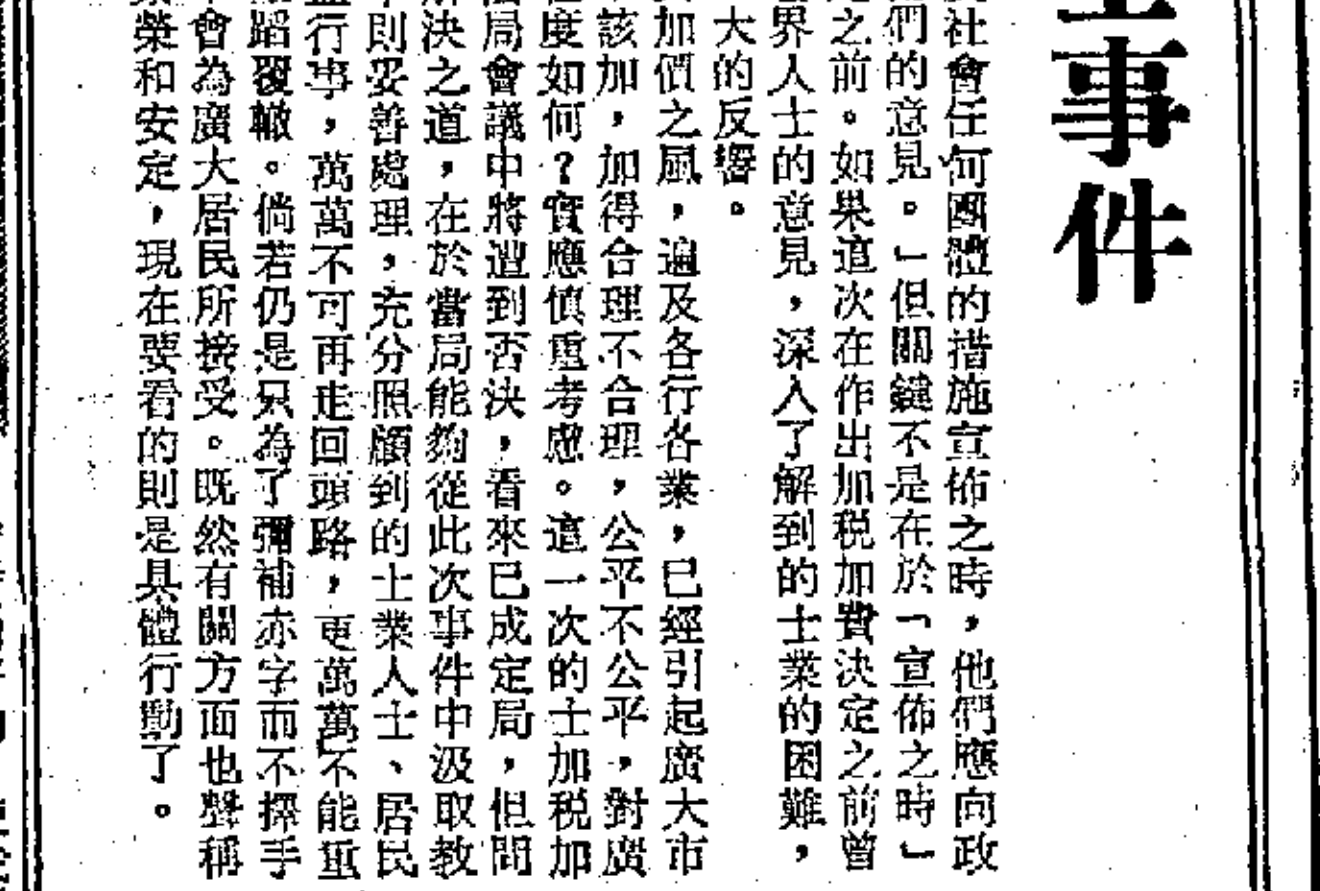 事件
社會任何團體的措施宣佈之時，他們應向政
們的意見。」但關鍵不是在於「宣佈之時」
之前。如果這次在作出加税加費決定之前曾
界人士的意見，深入了解到的士業的困難，
大的反響。
加價之風，遍及各行各業，已經引起廣大市
該加，加得合理不合理，公平不公平，對廣
度如何？實應慎重考慮。這一次的士加税加
局會議中將遭到否決，看來已成定局，但問
決之道，在於當局能夠從此次事件中汲取教
則妥善處理，充分照顧到的士業人士、居民
行事，萬萬不可再走回頭路，更萬萬不能重
蹈覆轍。倘若仍是只為了彌補赤字而不擇手
會為廣大居民所接受。既然有關方面也聲稱
榮和安定，現在要看的則是具體行動了。